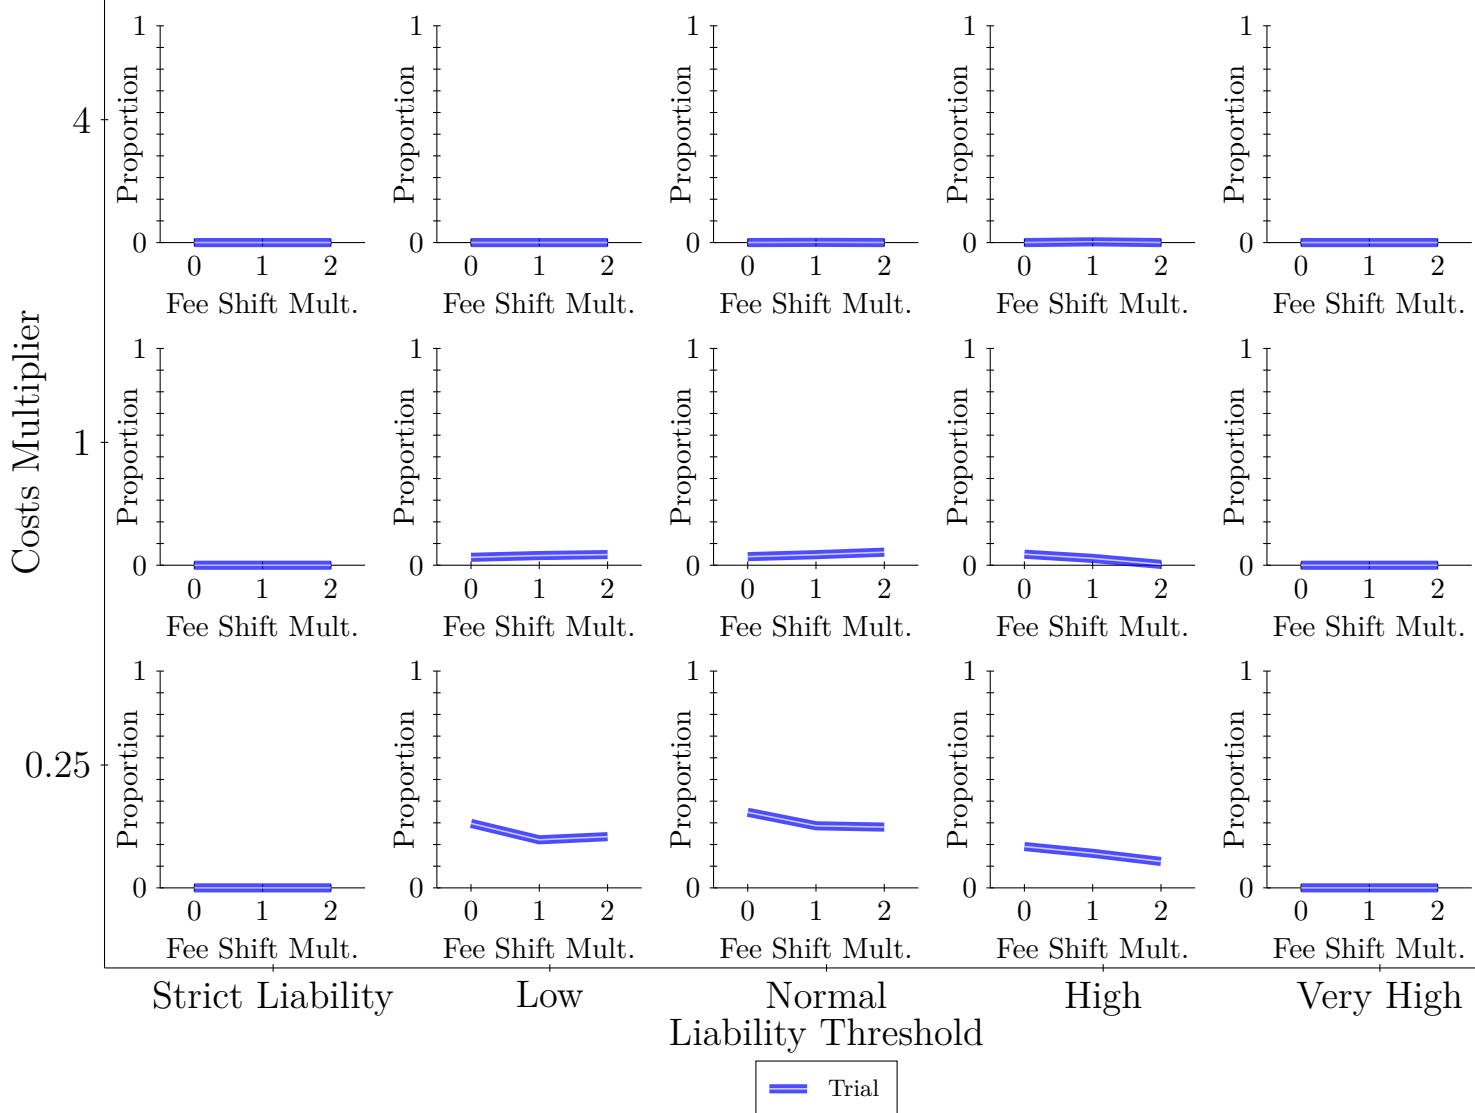 1 1 1 1 1
Proportion Proportion Proportion Proportion Proportion
4
0 0 0 0 0
0 1 2 0 1 2 0 1 2 0 1 2 0 1 2
Fee Shift Mult. Fee Shift Mult. Fee Shift Mult. Fee Shift Mult. Fee Shift Mult.
Costs Multiplier
1 1 1 1 1
Proportion Proportion Proportion Proportion Proportion
1
0 0 0 0 0
0 1 2 0 1 2 0 1 2 0 1 2 0 1 2
Fee Shift Mult. Fee Shift Mult. Fee Shift Mult. Fee Shift Mult. Fee Shift Mult.
1 1 1 1 1
Proportion Proportion Proportion Proportion Proportion
0.25
0 0 0 0 0
0 1 2 0 1 2 0 1 2 0 1 2 0 1 2
Fee Shift Mult. Fee Shift Mult. Fee Shift Mult. Fee Shift Mult. Fee Shift Mult.
Strict Liability Low Normal High Very High
Liability Threshold
Trial